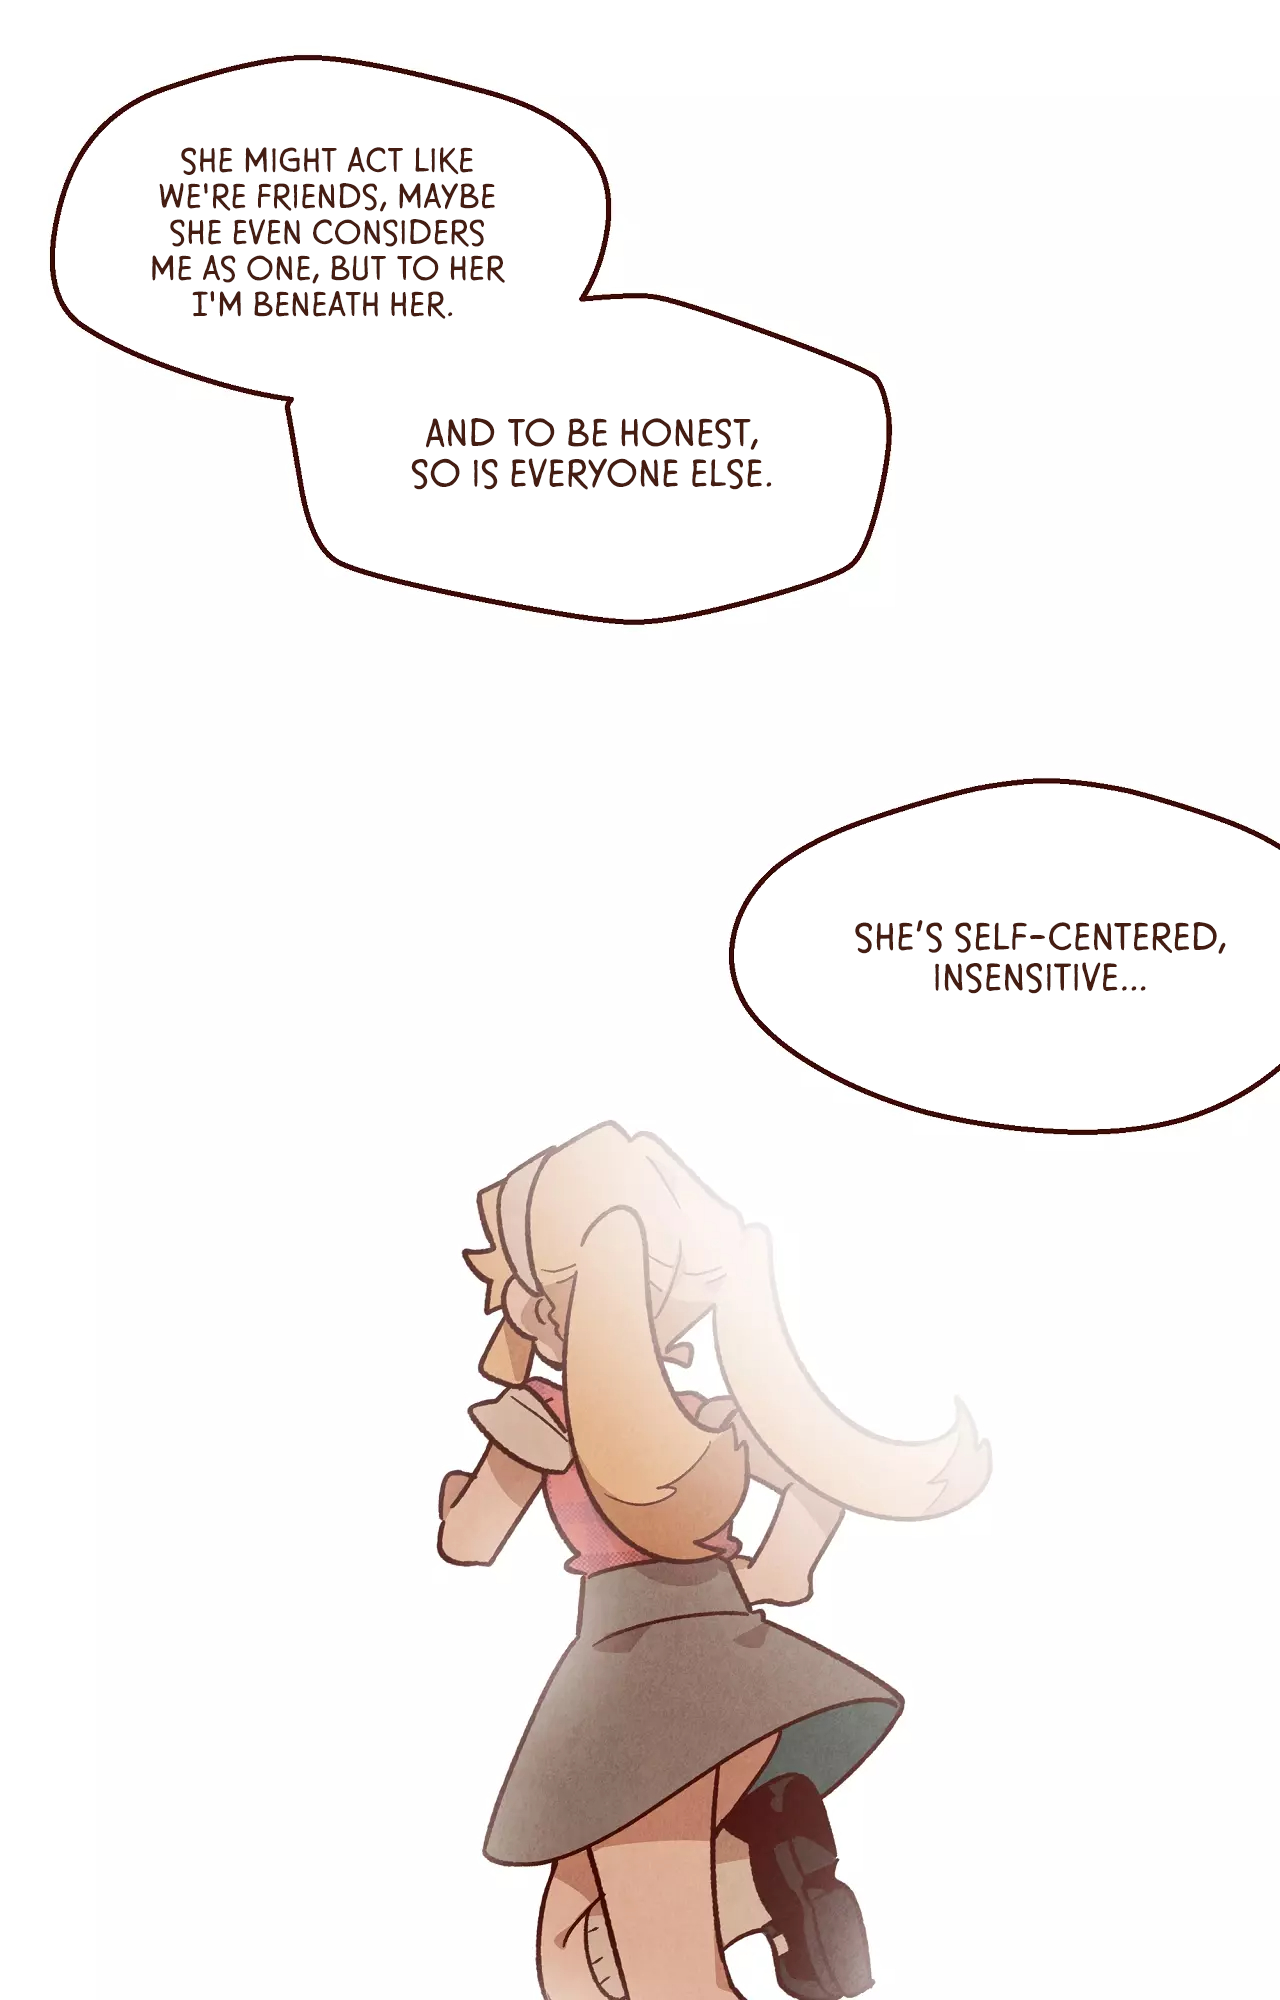 SHE MIGHT ACT LIKE
WE'RE FRIENDS, MAYBE
SHE EVEN CONSIDERS
ME AS ONE, BUT TO HER
I'M BENEATH HER.
AND TO BE HONEST,
SO IS EVERYONE ELSE.
SHE'S SELF-CENTERED,
INSENSITIVE...